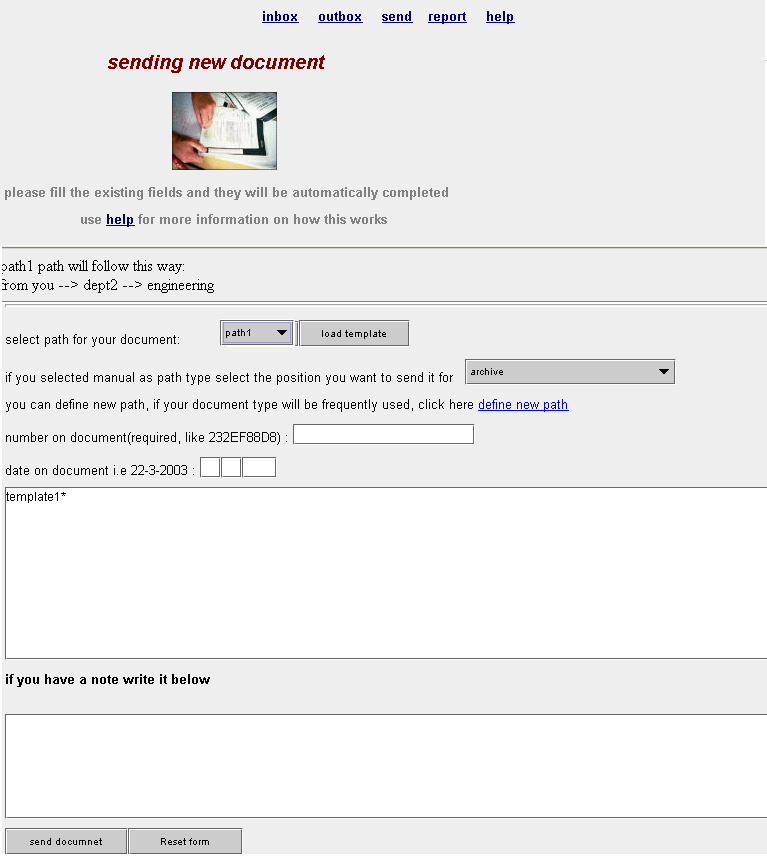 inbox outbox send report help
sending new document
please fill the existing fields and they will be automatically completed
use help for more information on how this works
path1 path will follow this way:
from you --> dept2 --> engineering
select path for your document: path1 load template
if you selected manual as path type select the position you want to send it for archive
you can define new path, if your document type will be frequently used, click here define new path
number on document(required, like 232EF88D8) :
date on document i.e 22-3-2003 :
template1*
if you have a note write it below
send documnet Reset form